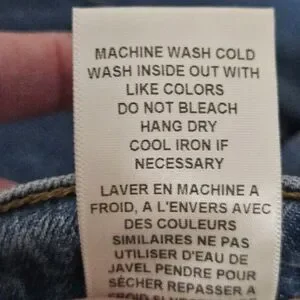 MACHINE WASH COLD
WASH INSIDE OUT WITH
LIKE COLORS
DO NOT BLEACH
HANG DRY
COOL IRON IF
NECESSARY
LAVER EN MACHINE A
FROID, A L'ENVERS AVEC
DES COULEURS
SIMILAIRES NE PAS
UTILISER D'EAU DE
JAVEL PENDRE POUR
SÉCHER REPASSER A